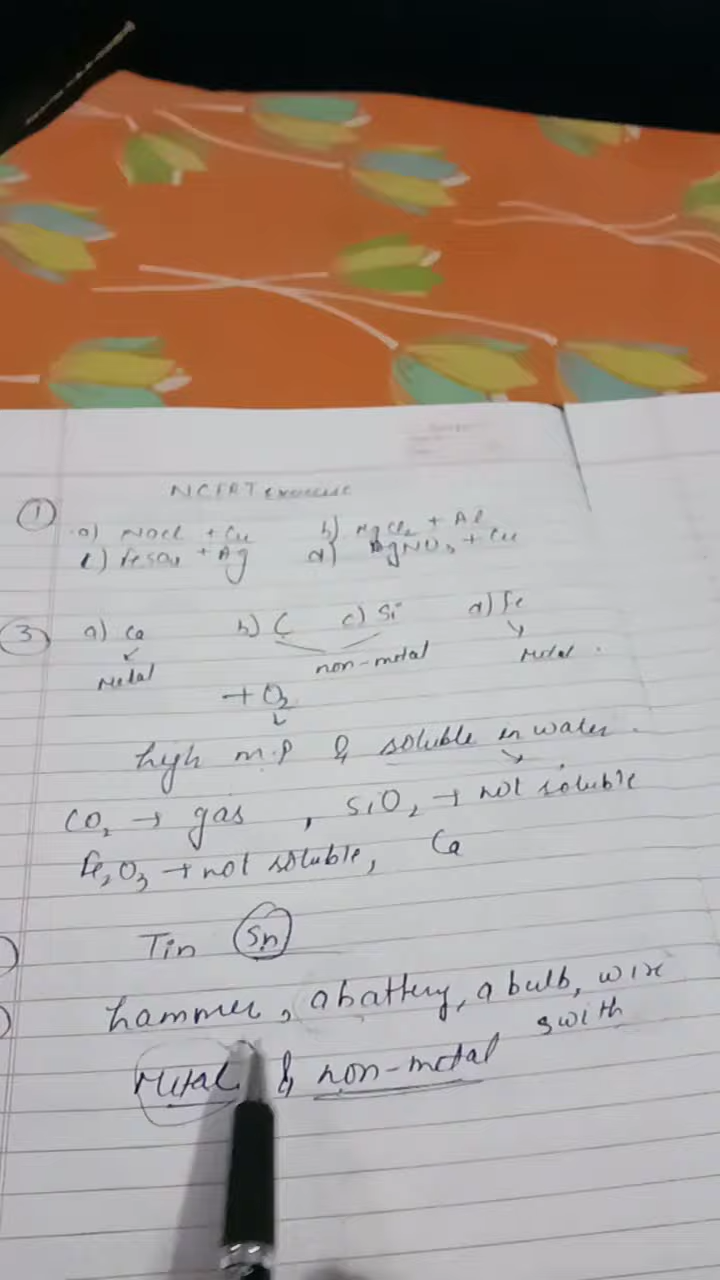 NCERT exercise
① a) NaCl + Cu b) MgCl₂ + Al
c) FeSO₄ + Ag d) AgNO₃ + Cu
③ a) Ca b) C c) Si d) Fe
Metal non-metal Metal.
+ O₂
high m.p & soluble in water.
CO₂ → gas, SiO₂ → not soluble
Fe₂O₃ → not soluble, Ca
Tin Sn
hammer, a battery, a bulb, wire
swith
Metal & non-metal